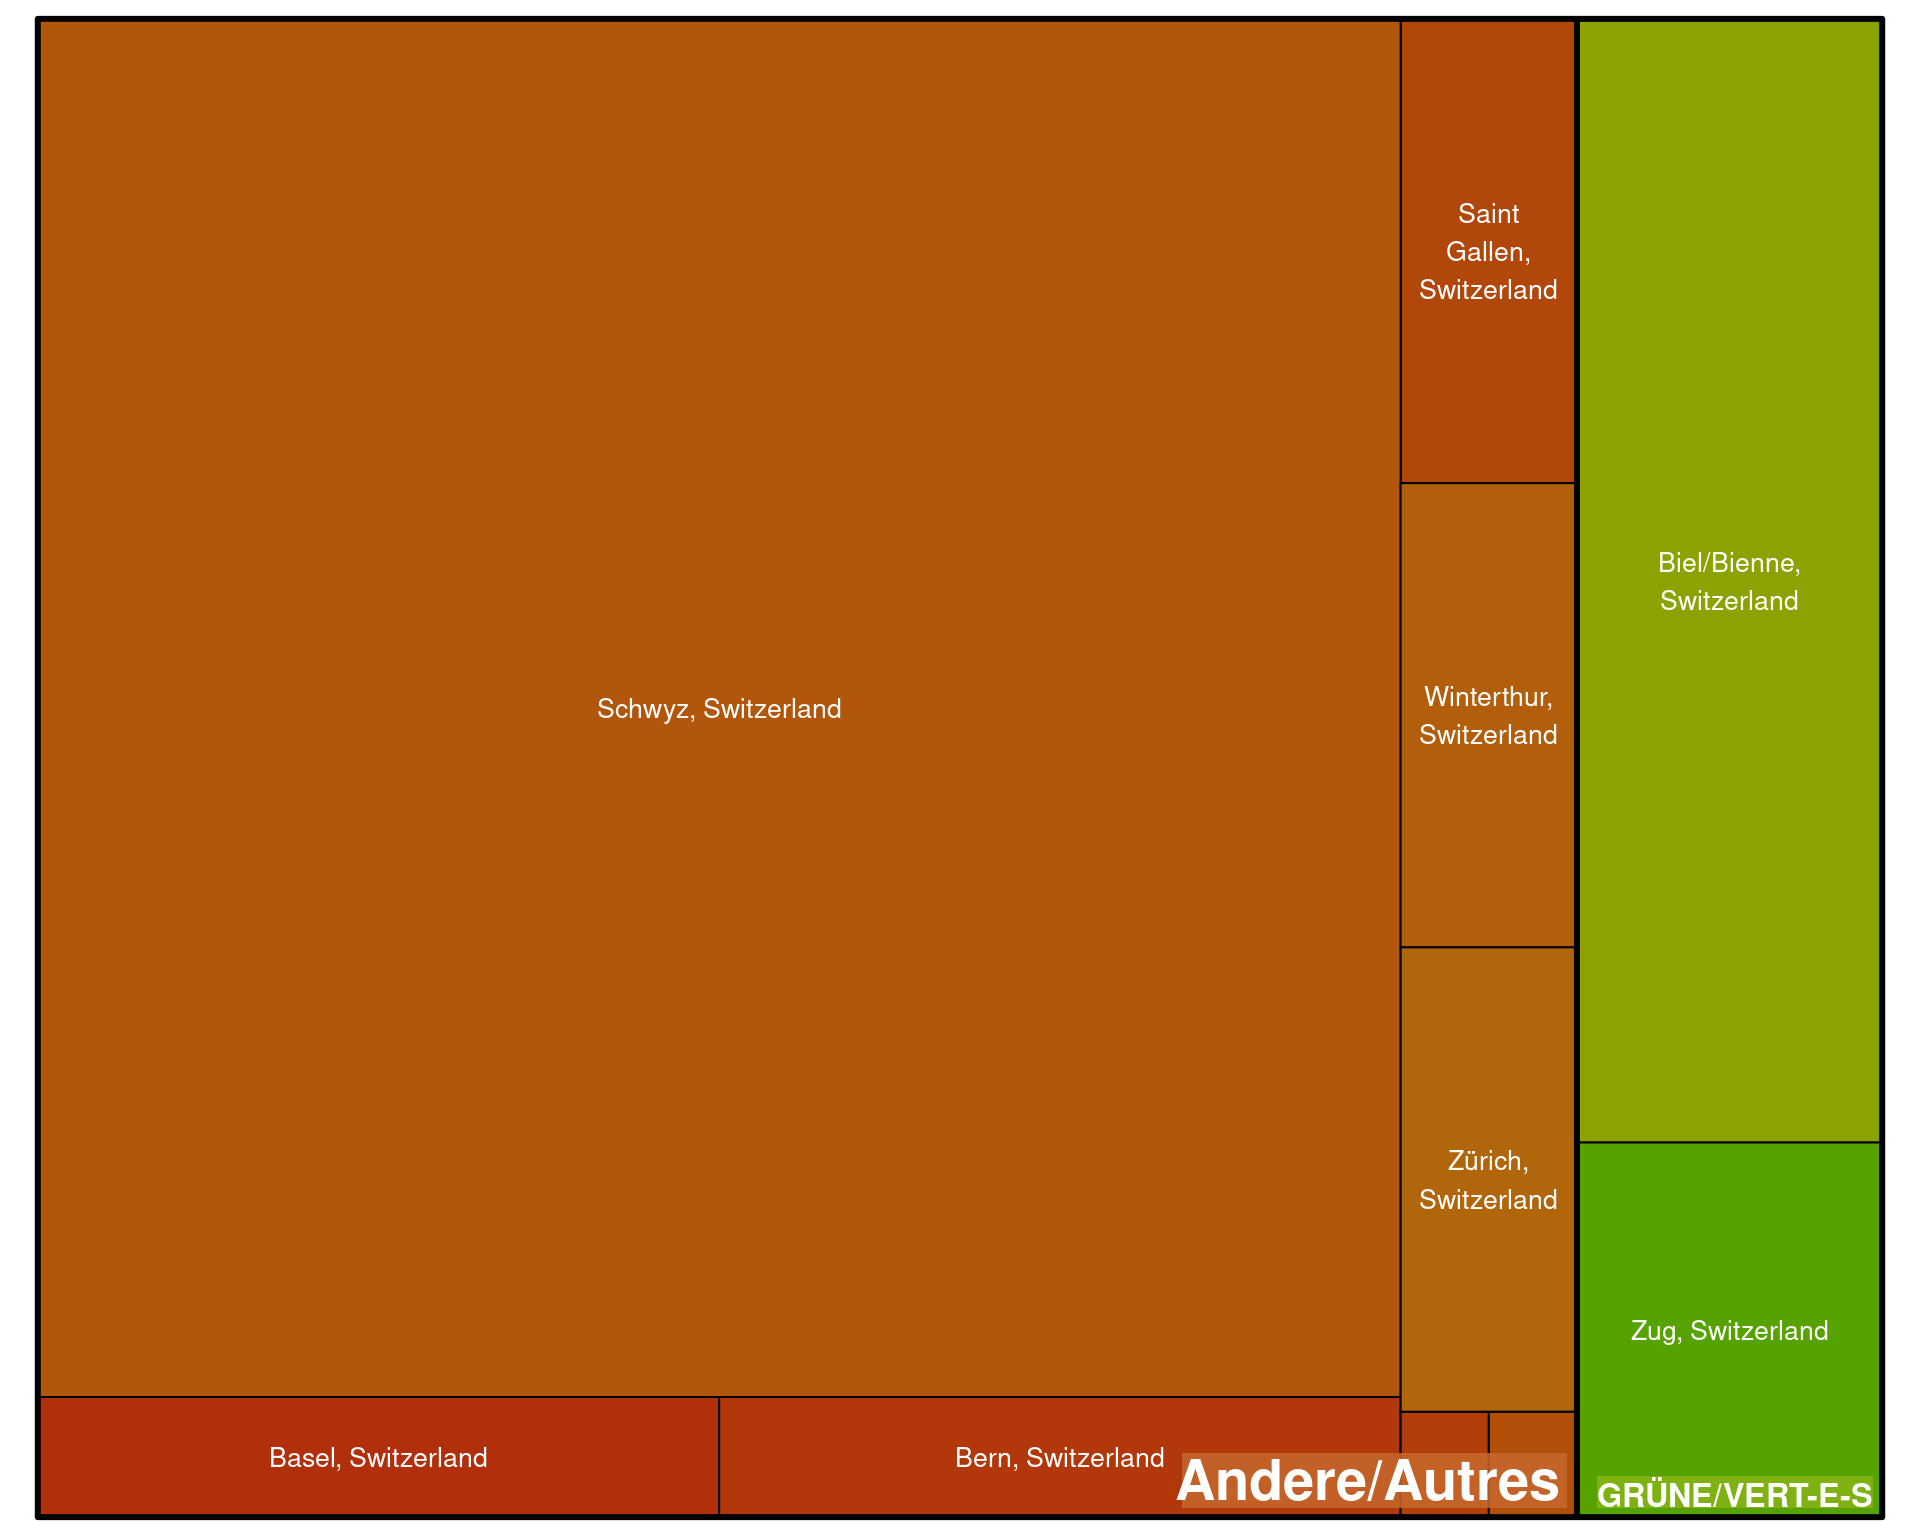 Saint
Gallen,
Switzerland
Biel/Bienne,
Switzerland
Winterthur,
Switzerland
Schwyz, Switzerland
Zürich,
Switzerland
Zug, Switzerland
Basel, Switzerland
Bern, Switzerland
Andere/Autres
GRÜNE/VERT-E-S